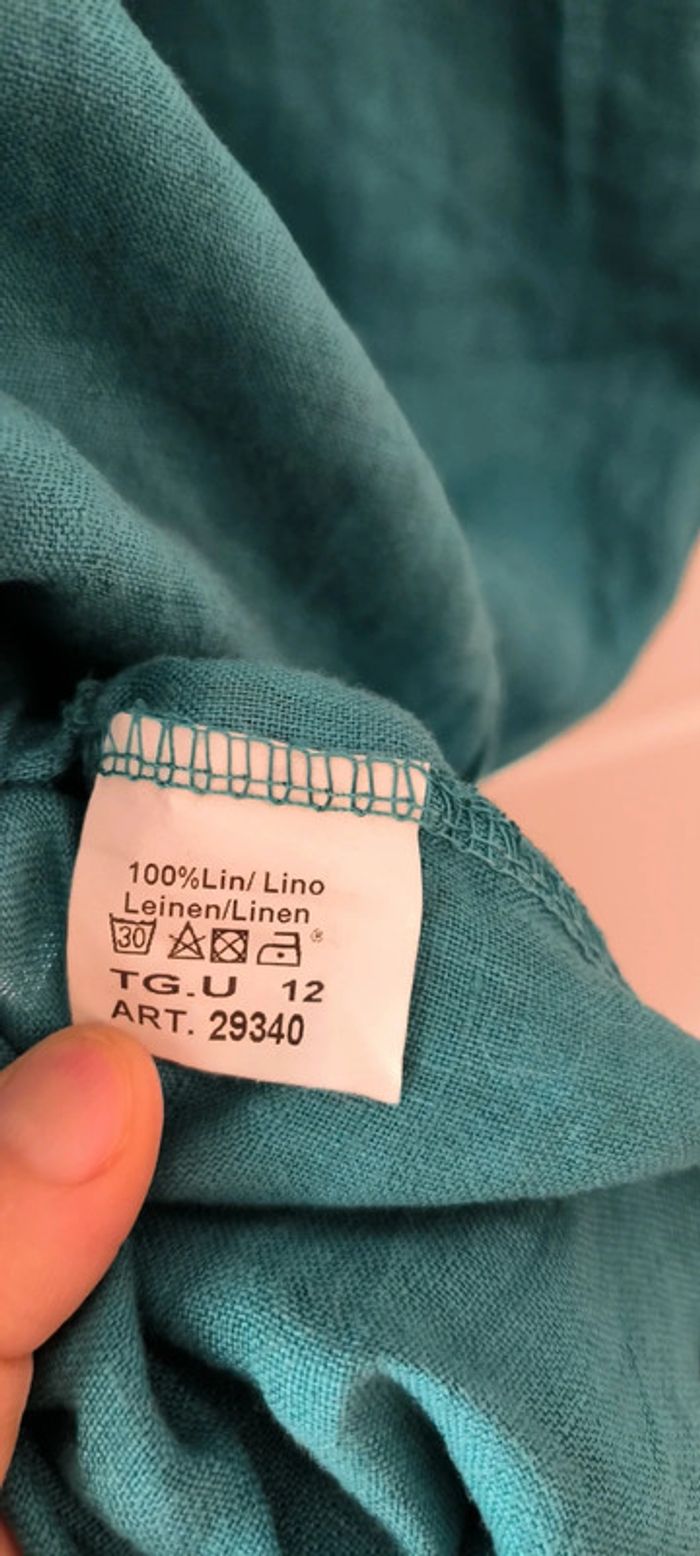 100%Lin/ Lino
Leinen/Linen
30 ®
TG.U 12
ART. 29340